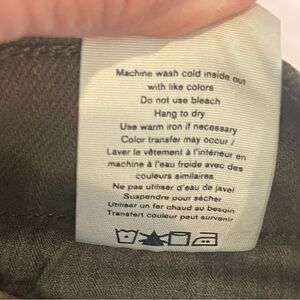 Machine wash cold inside out
with like colors
Do not use bleach
Hang to dry
Use warm iron if necessary
Color transfer may occur /
Laver le vêtement à l'intérieur en
machine à l'eau froide avec des
couleurs similaires
Ne pas utiliser d'eau de javel
Suspendre pour sécher
Utiliser un fer chaud au besoin
Transfert couleur peut survenir